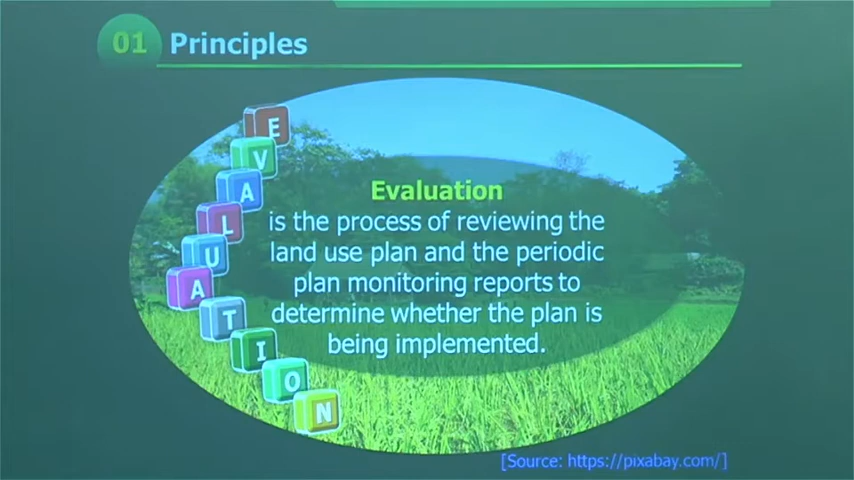 01 Principles
EVALUATION
Evaluation
is the process of reviewing the
land use plan and the periodic
plan monitoring reports to
determine whether the plan is
being implemented.
[Source: https://pixabay.com/]